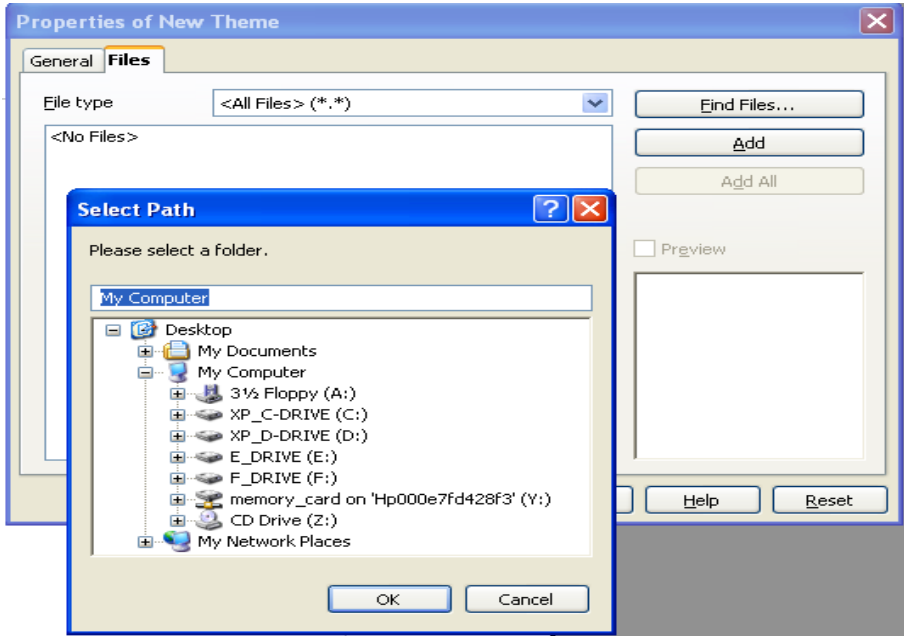 Properties of New Theme
General Files
File type <All Files> (*.*) Find Files...
<No Files>
Add
Add All
Preview
Select Path
Please select a folder.
My Computer
Desktop
My Documents
My Computer
3½ Floppy (A:)
XP_C-DRIVE (C:)
XP_D-DRIVE (D:)
E_DRIVE (E:)
F_DRIVE (F:)
memory_card on 'Hp000e7fd428f3' (Y:)
CD Drive (Z:)
My Network Places
OK Cancel
Help Reset